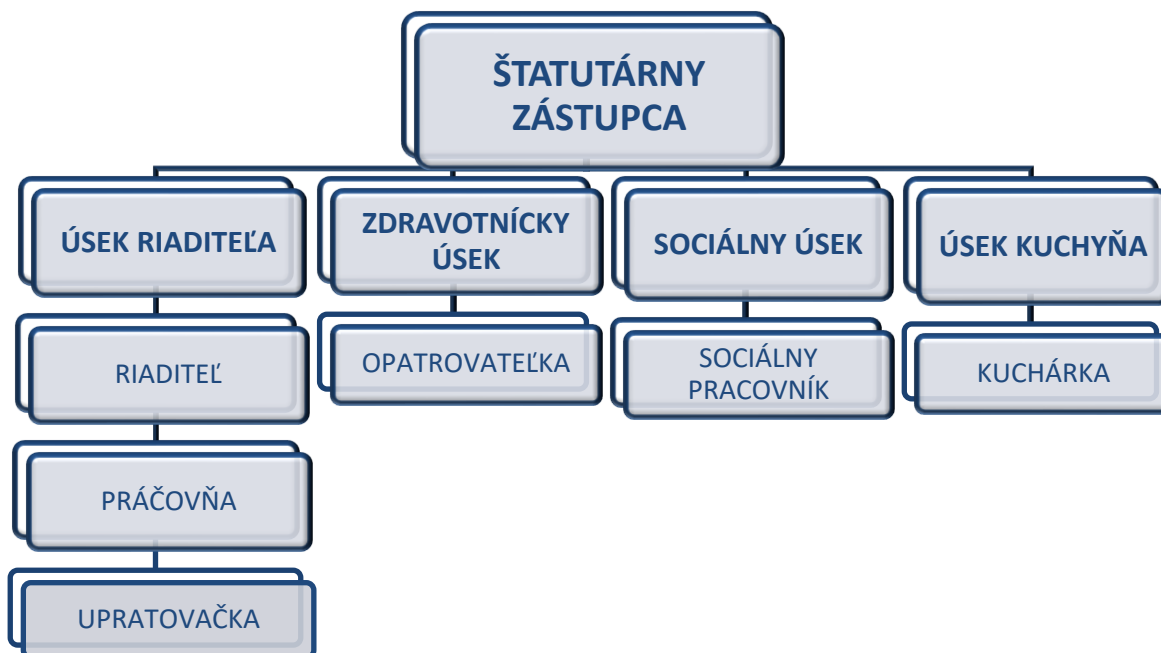 ŠTATUTÁRNY
ZÁSTUPCA
ÚSEK RIADITEĽA
ZDRAVOTNÍCKY
ÚSEK
SOCIÁLNY ÚSEK
ÚSEK KUCHYŇA
RIADITEĽ
OPATROVATEĽKA
SOCIÁLNY
PRACOVNÍK
KUCHÁRKA
PRÁČOVŇA
UPRATOVAČKA